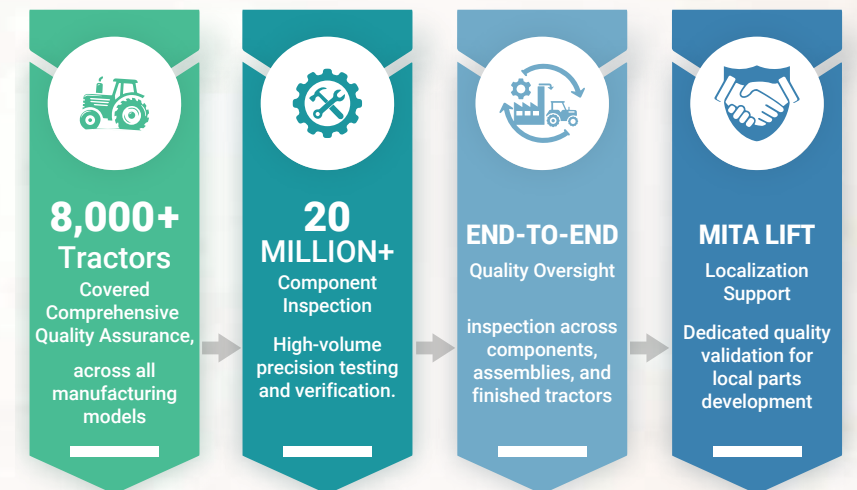 8,000+
Tractors
Covered
Comprehensive
Quality Assurance,
across all
manufacturing
models
20
MILLION+
Component
Inspection
High-volume
precision testing
and verification.
END-TO-END
Quality Oversight
inspection across
components,
assemblies, and
finished tractors
MITA LIFT
Localization
Support
Dedicated quality
validation for
local parts
development